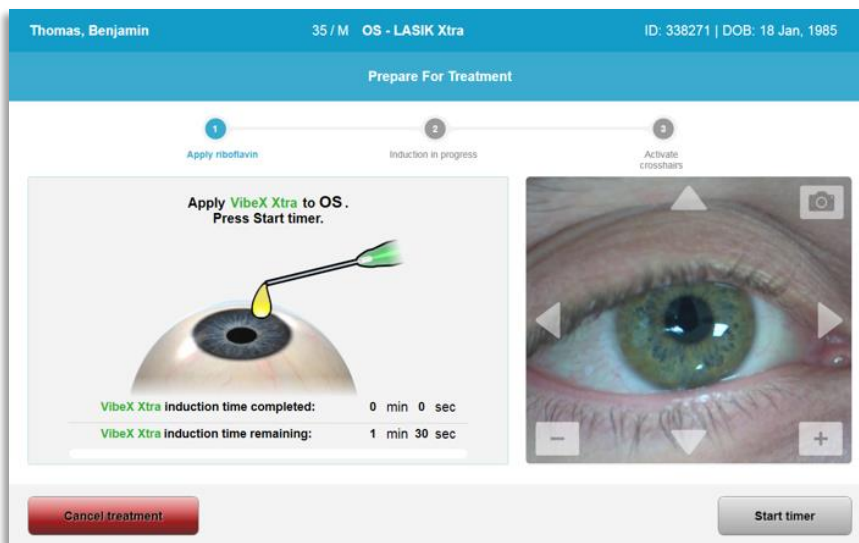 Thomas, Benjamin 35 / M OS - LASIK Xtra ID: 338271 | DOB: 18 Jan, 1985
Prepare For Treatment
1 2 3
Apply riboflavin Induction in progress Activate
crosshairs
Apply VibeX Xtra to OS.
Press Start timer.
VibeX Xtra induction time completed: 0 min 0 sec
VibeX Xtra induction time remaining: 1 min 30 sec
− +
Cancel treatment Start timer